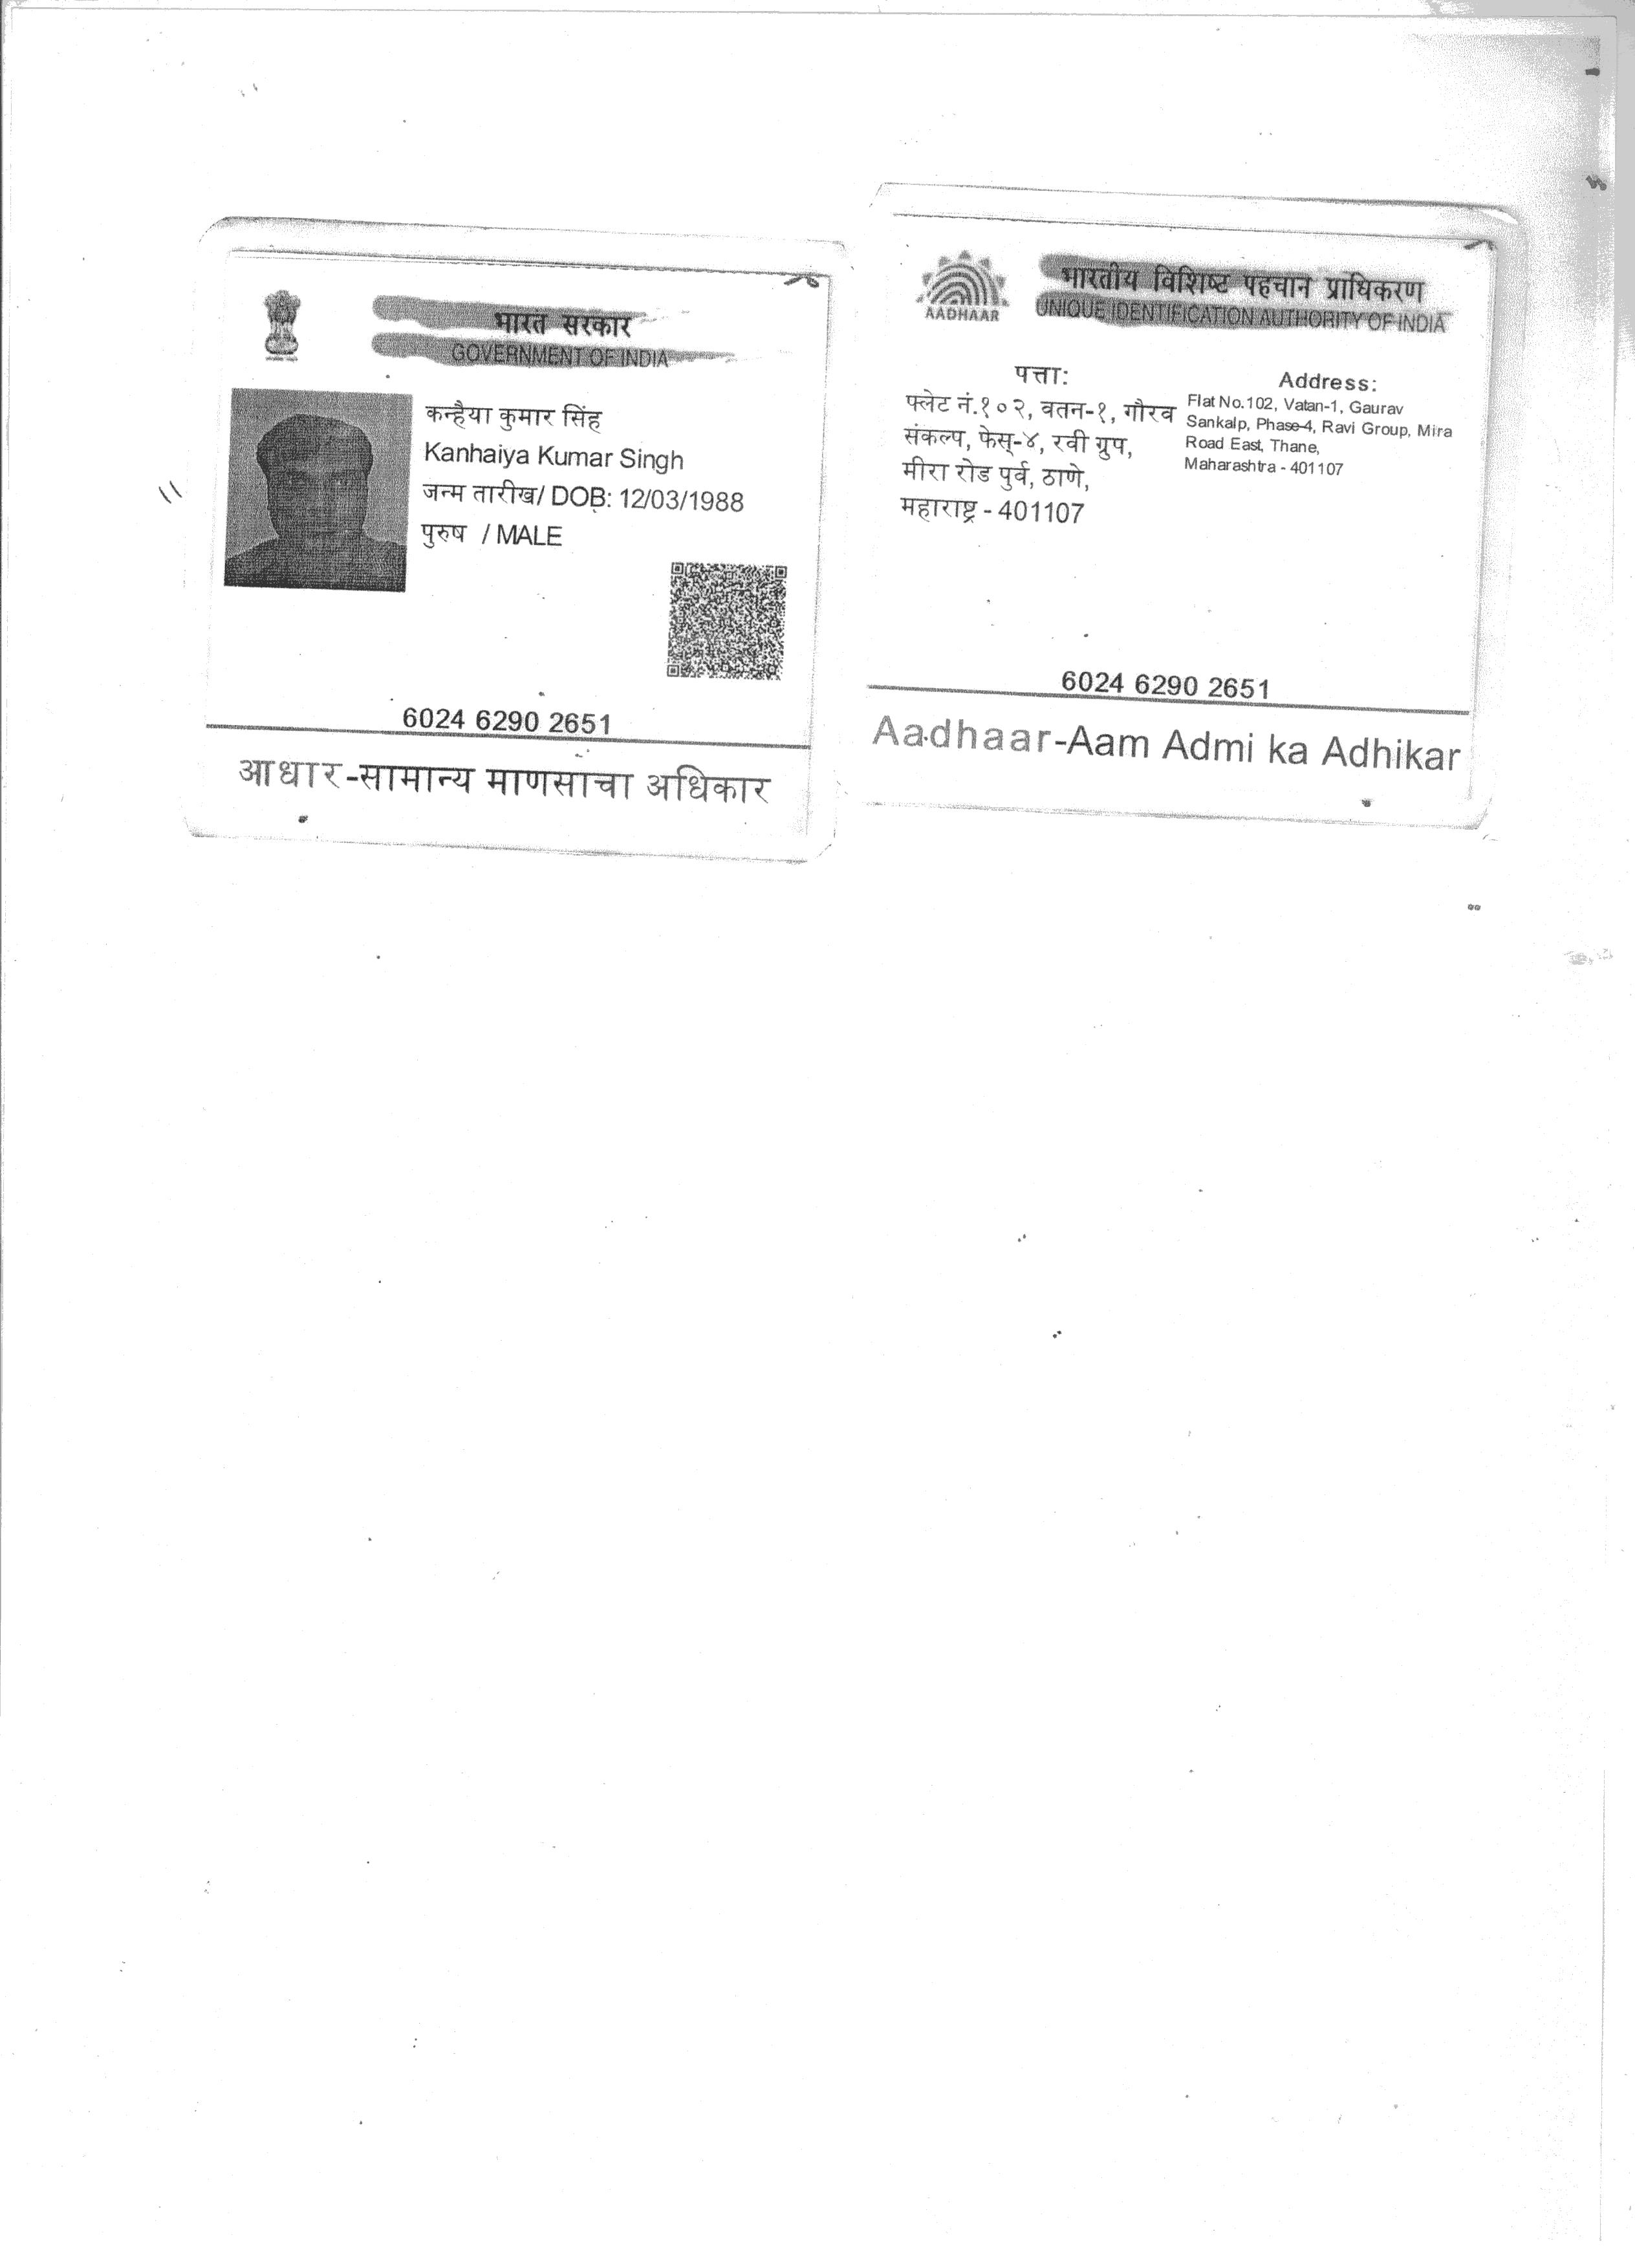 भारत सरकार
GOVERNMENT OF INDIA
कन्हैया कुमार सिंह
Kanhaiya Kumar Singh
जन्म तारीख/ DOB: 12/03/1988
पुरुष / MALE
6024 6290 2651
आधार-सामान्य माणसाचा अधिकार
AADHAAR
भारतीय विशिष्ट पहचान प्राधिकरण
UNIQUE IDENTIFICATION AUTHORITY OF INDIA
पत्ता:
फ्लेट नं.१०२, वतन-१, गौरव
संकल्प, फेस्-४, रवी ग्रुप,
मीरा रोड पुर्व, ठाणे,
महाराष्ट्र - 401107
Address:
Flat No.102, Vatan-1, Gaurav
Sankalp, Phase-4, Ravi Group, Mira
Road East, Thane,
Maharashtra - 401107
6024 6290 2651
Aadhaar-Aam Admi ka Adhikar